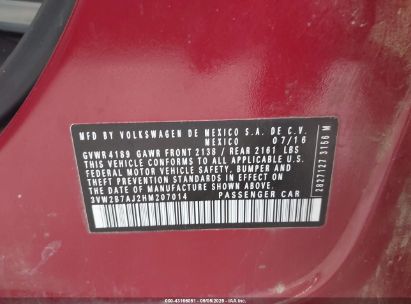 MFD BY VOLKSWAGEN DE MEXICO S.A. DE C.V.
MEXICO 07/16
GVWR 4189 GAWR FRONT 2138 / REAR 2161 LBS
THIS VEHICLE CONFORMS TO ALL APPLICABLE U.S.
FEDERAL MOTOR VEHICLE SAFETY, BUMPER AND
THEFT PREVENTION STANDARDS IN EFFECT ON THE
DATE OF MANUFACTURE SHOWN ABOVE.
3VW2B7AJ2HM207014 PASSENGER CAR
2827127 3156 M